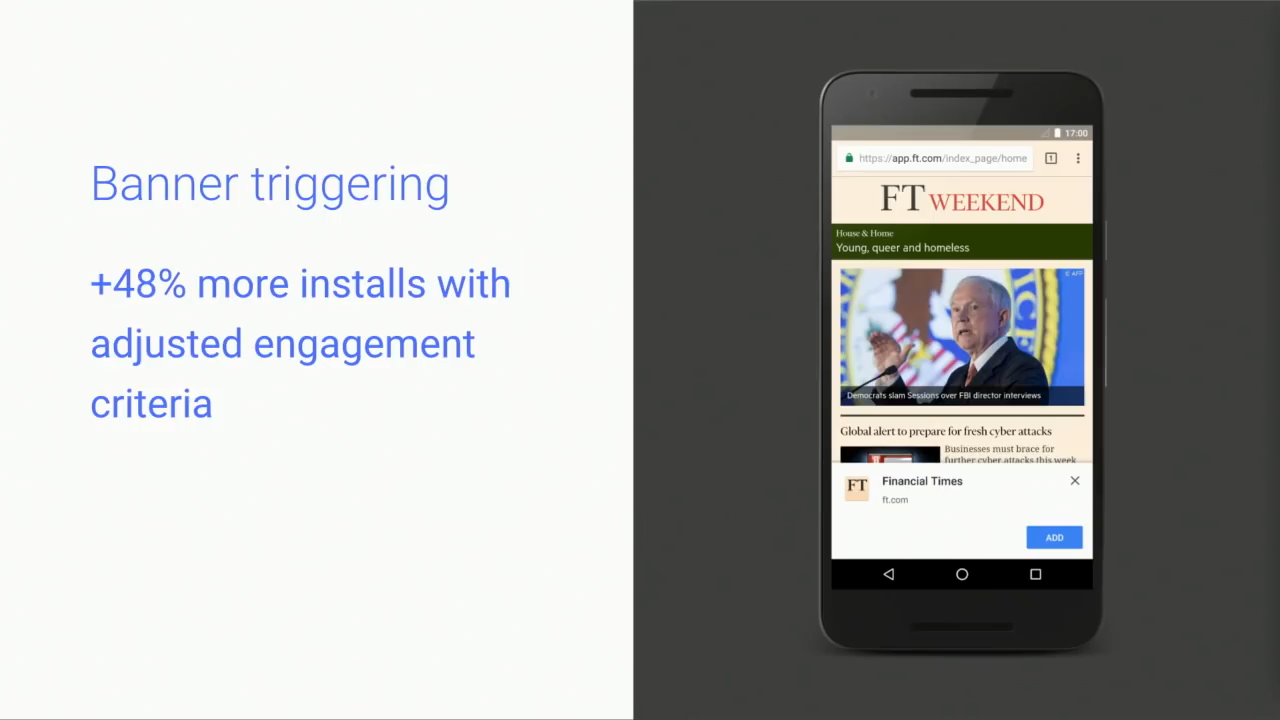 Banner triggering
+48% more installs with
adjusted engagement
criteria
17:00
https://app.ft.com/index_page/home
1
FT WEEKEND
House & Home
Young, queer and homeless
© AFP
Democrats slam Sessions over FBI director interviews
Global alert to prepare for fresh cyber attacks
Businesses must brace for
further cyber attacks this week
FT
Financial Times
ft.com
ADD